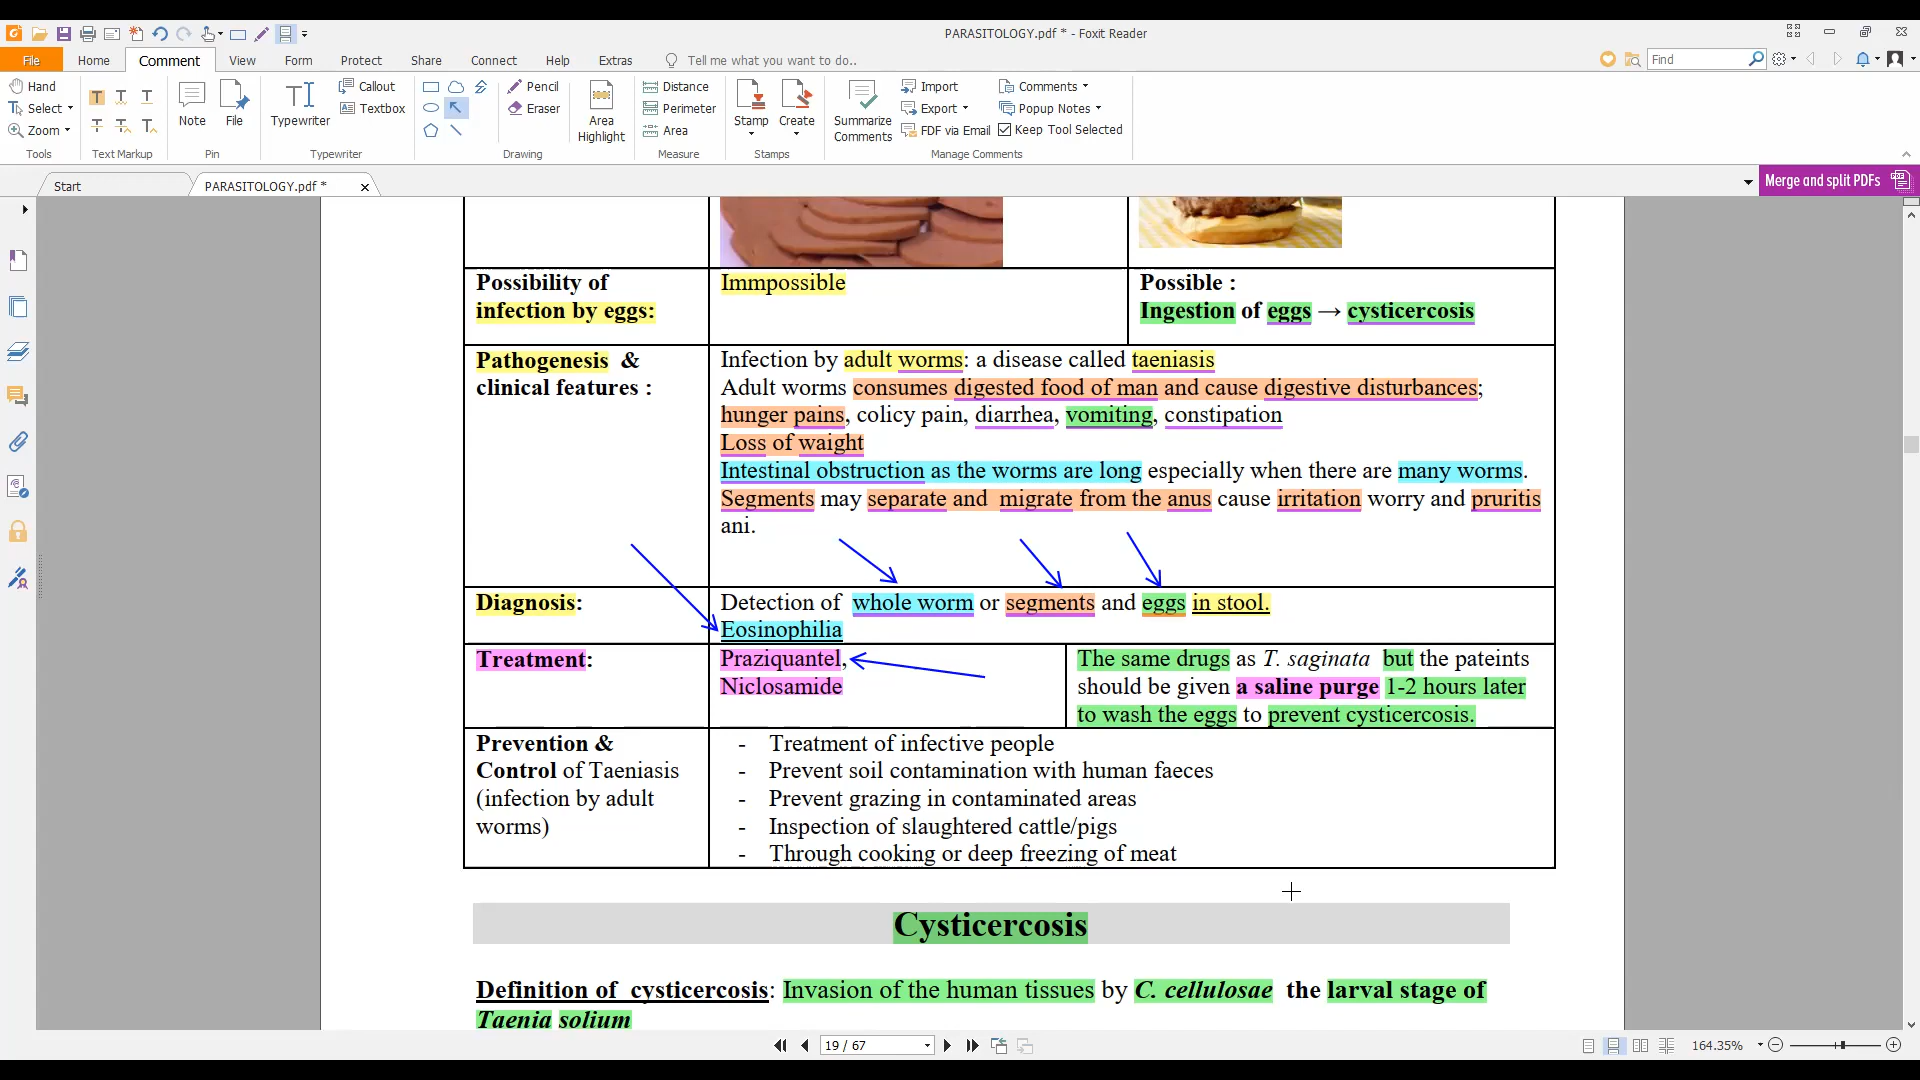 PARASITOLOGY.pdf * - Foxit Reader
File Home Comment View Form Protect Share Connect Help Extras Tell me what you want to do.. Find
Hand
Select
Zoom
Tools
Text Markup
Note
File
Pin
Typewriter
Callout
Textbox
Typewriter
Drawing
Pencil
Eraser
Area
Highlight
Distance
Perimeter
Area
Measure
Stamp
Create
Stamps
Summarize
Comments
Import
Export
FDF via Email
Comments
Popup Notes
Keep Tool Selected
Manage Comments
Start
PARASITOLOGY.pdf *
Merge and split PDFs
Possibility of
infection by eggs:
Immpossible
Possible :
Ingestion of eggs → cysticercosis
Pathogenesis &
clinical features :
Infection by adult worms: a disease called taeniasis
Adult worms consumes digested food of man and cause digestive disturbances;
hunger pains, colicy pain, diarrhea, vomiting, constipation
Loss of waight
Intestinal obstruction as the worms are long especially when there are many worms.
Segments may separate and migrate from the anus cause irritation worry and pruritis
ani.
Diagnosis:
Detection of whole worm or segments and eggs in stool.
Eosinophilia
Treatment:
Praziquantel,
Niclosamide
The same drugs as T. saginata but the pateints
should be given a saline purge 1-2 hours later
to wash the eggs to prevent cysticercosis.
Prevention &
Control of Taeniasis
(infection by adult
worms)
- Treatment of infective people
- Prevent soil contamination with human faeces
- Prevent grazing in contaminated areas
- Inspection of slaughtered cattle/pigs
- Through cooking or deep freezing of meat
Cysticercosis
Definition of cysticercosis: Invasion of the human tissues by C. cellulosae the larval stage of
Taenia solium
19 / 67
164.35%